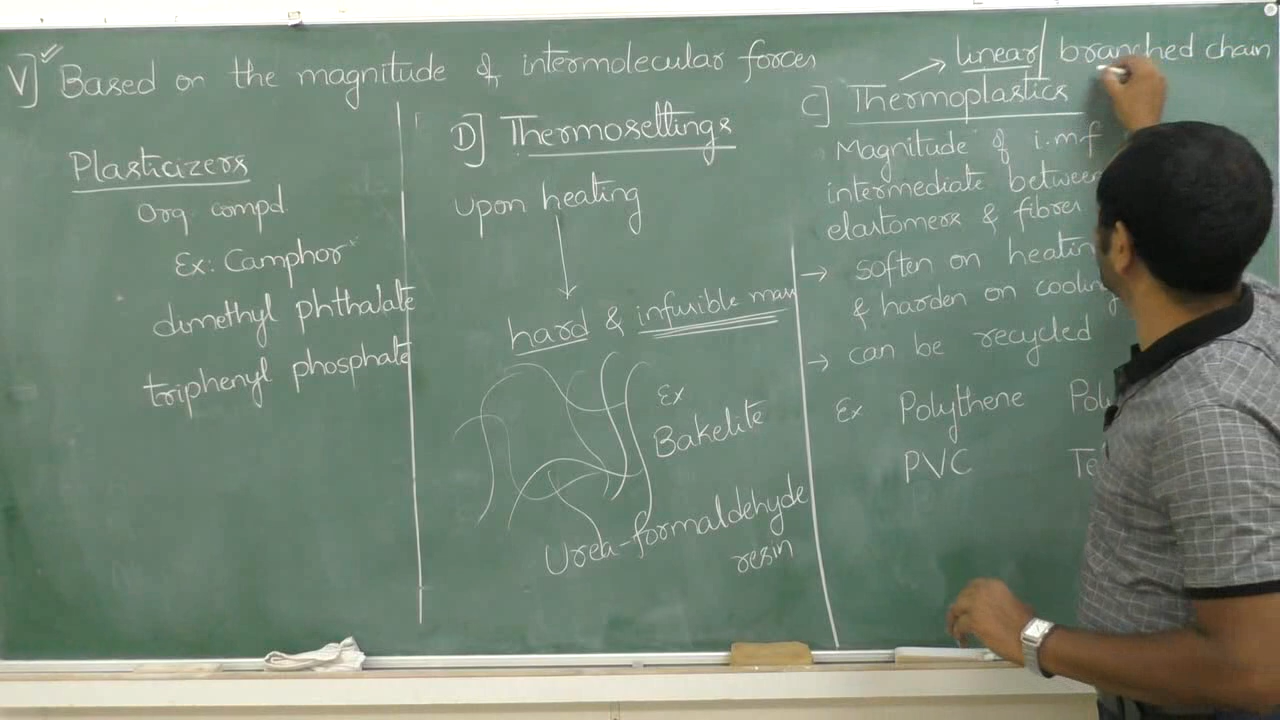 V] Based on the magnitude of intermolecular forces
Plasticizers
Org compd
Ex: Camphor
dimethyl phthalate
triphenyl phosphate
D] Thermosettings
upon heating
hard & infusible mass
Ex
Bakelite
Urea-formaldehyde
resin
linear/ branched chain
C] Thermoplastics
Magnitude of i.m.f
intermediate between
elastomers & fibres
→ soften on heating
& harden on cooling
→ can be recycled
Ex Polythene
PVC